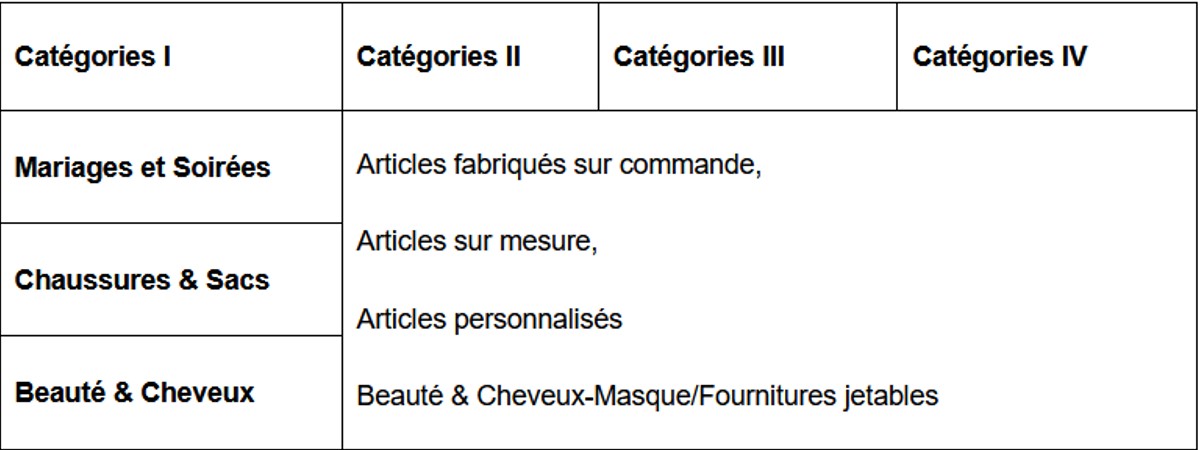 Catégories I
Catégories II
Catégories III
Catégories IV
Mariages et Soirées
Chaussures & Sacs
Beauté & Cheveux
Articles fabriqués sur commande,
Articles sur mesure,
Articles personnalisés
Beauté & Cheveux-Masque/Fournitures jetables